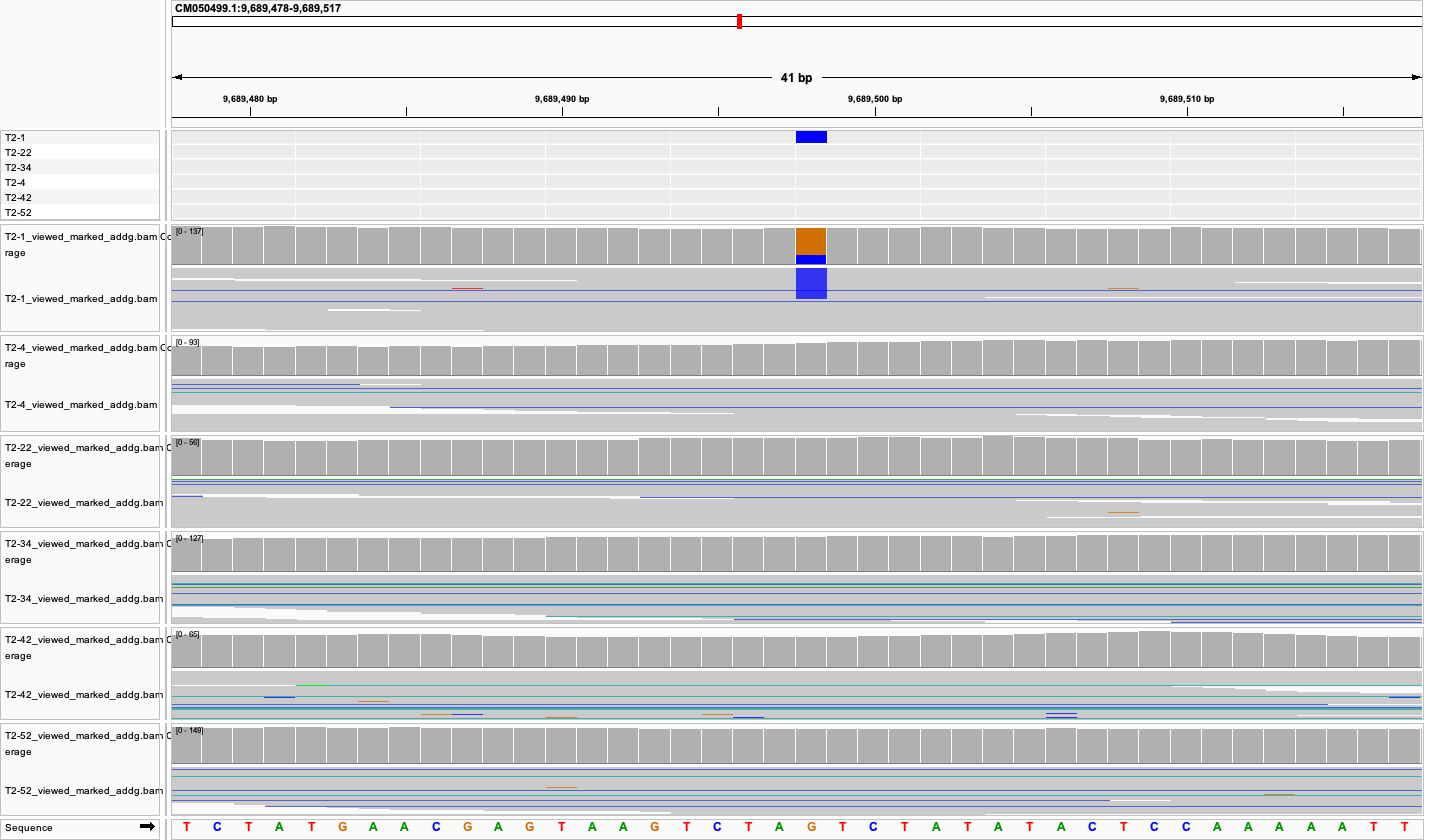 CM050499.1:9,689,478-9,689,517
41 bp
9,689,480 bp 9,689,490 bp 9,689,500 bp 9,689,510 bp
T2-1
T2-22
T2-34
T2-4
T2-42
T2-52
T2-1_viewed_marked_addg.bam Co
rage
[0 - 137]
T2-1_viewed_marked_addg.bam
T2-4_viewed_marked_addg.bam Co
rage
[0 - 93]
T2-4_viewed_marked_addg.bam
T2-22_viewed_marked_addg.bam C
erage
[0 - 56]
T2-22_viewed_marked_addg.bam
T2-34_viewed_marked_addg.bam C
erage
[0 - 127]
T2-34_viewed_marked_addg.bam
T2-42_viewed_marked_addg.bam C
erage
[0 - 65]
T2-42_viewed_marked_addg.bam
T2-52_viewed_marked_addg.bam C
erage
[0 - 149]
T2-52_viewed_marked_addg.bam
Sequence T C T A T G A A C G A G T A A G T C T A G T C T A T A T A C T C C A A A A A T T